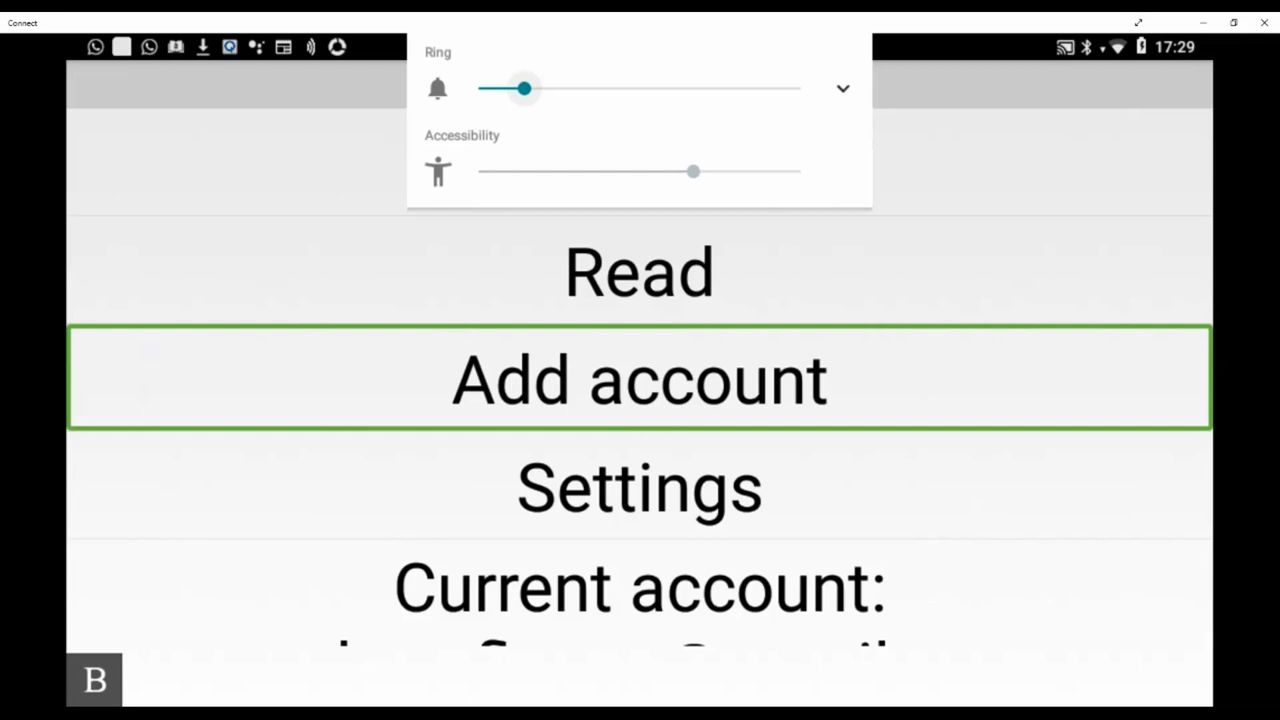 Connect
17:29
Ring
Accessibility
Read
Add account
Settings
Current account:
B